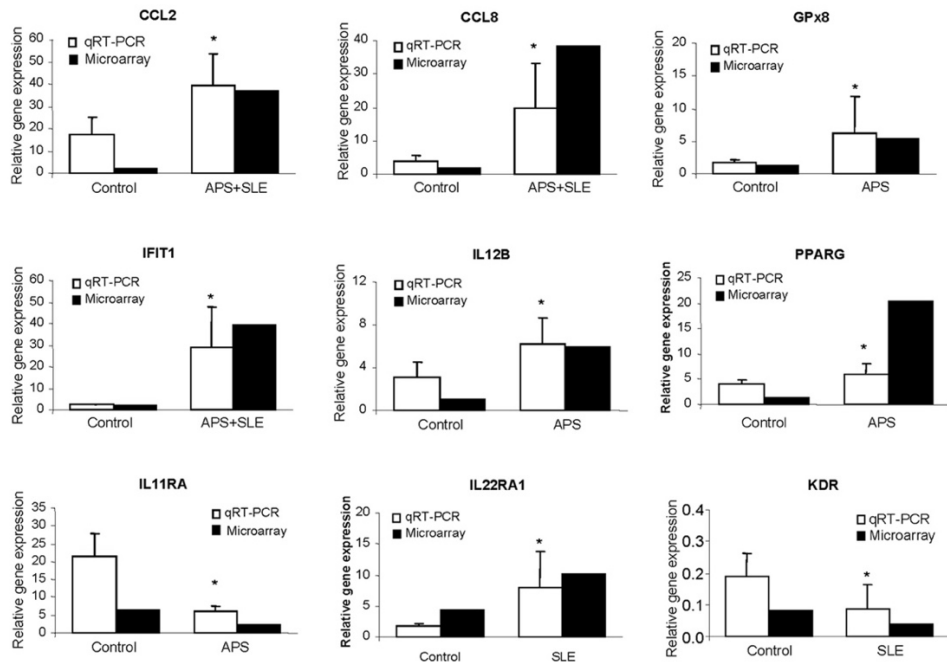 CCL2
Relative gene expression
60
50
40
30
20
10
0
qRT-PCR
Microarray
*
Control
APS+SLE
CCL8
Relative gene expression
40
30
20
10
0
qRT-PCR
Microarray
*
Control
APS+SLE
GPx8
Relative gene expression
20
15
10
5
0
qRT-PCR
Microarray
*
Control
APS
IFIT1
Relative gene expression
60
50
40
30
20
10
0
qRT-PCR
Microarray
*
Control
APS+SLE
IL12B
Relative gene expression
12
8
4
0
qRT-PCR
Microarray
*
Control
APS
PPARG
Relative gene expression
25
20
15
10
5
0
qRT-PCR
Microarray
*
Control
APS
IL11RA
Relative gene expression
35
30
25
20
15
10
5
0
qRT-PCR
Microarray
*
Control
APS
IL22RA1
Relative gene expression
20
15
10
5
0
qRT-PCR
Microarray
*
Control
SLE
KDR
Relative gene expression
0.4
0.3
0.2
0.1
0.0
qRT-PCR
Microarray
*
Control
SLE